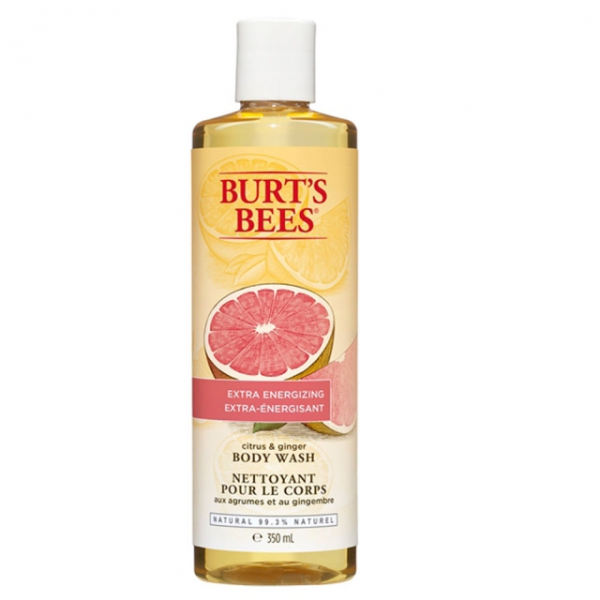 BURT'S
BEES®
EXTRA ENERGIZING
EXTRA-ÉNERGISANT
citrus & ginger
BODY WASH
NETTOYANT
POUR LE CORPS
aux agrumes et au gingembre
NATURAL 99.3% NATUREL
℮ 350 mL